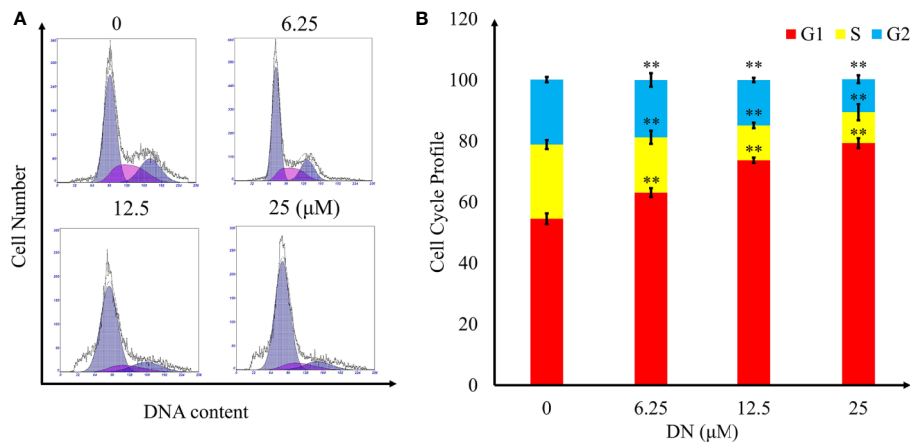 A
0
6.25
12.5
25 (μM)
Cell Number
DNA content
B
G1 S G2
120
100
80
60
40
20
0
Cell Cycle Profile
** ** **
** ** **
** ** **
0 6.25 12.5 25
DN (μM)